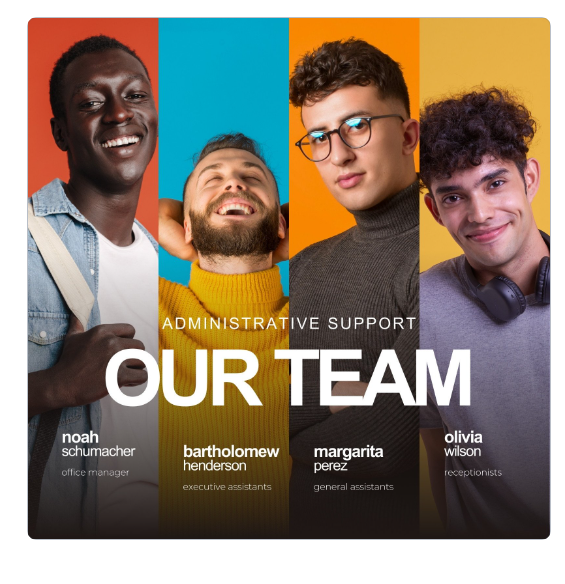 ADMINISTRATIVE SUPPORT
OUR TEAM
noah
schumacher
office manager
bartholomew
henderson
executive assistants
margarita
perez
general assistants
olivia
wilson
receptionists